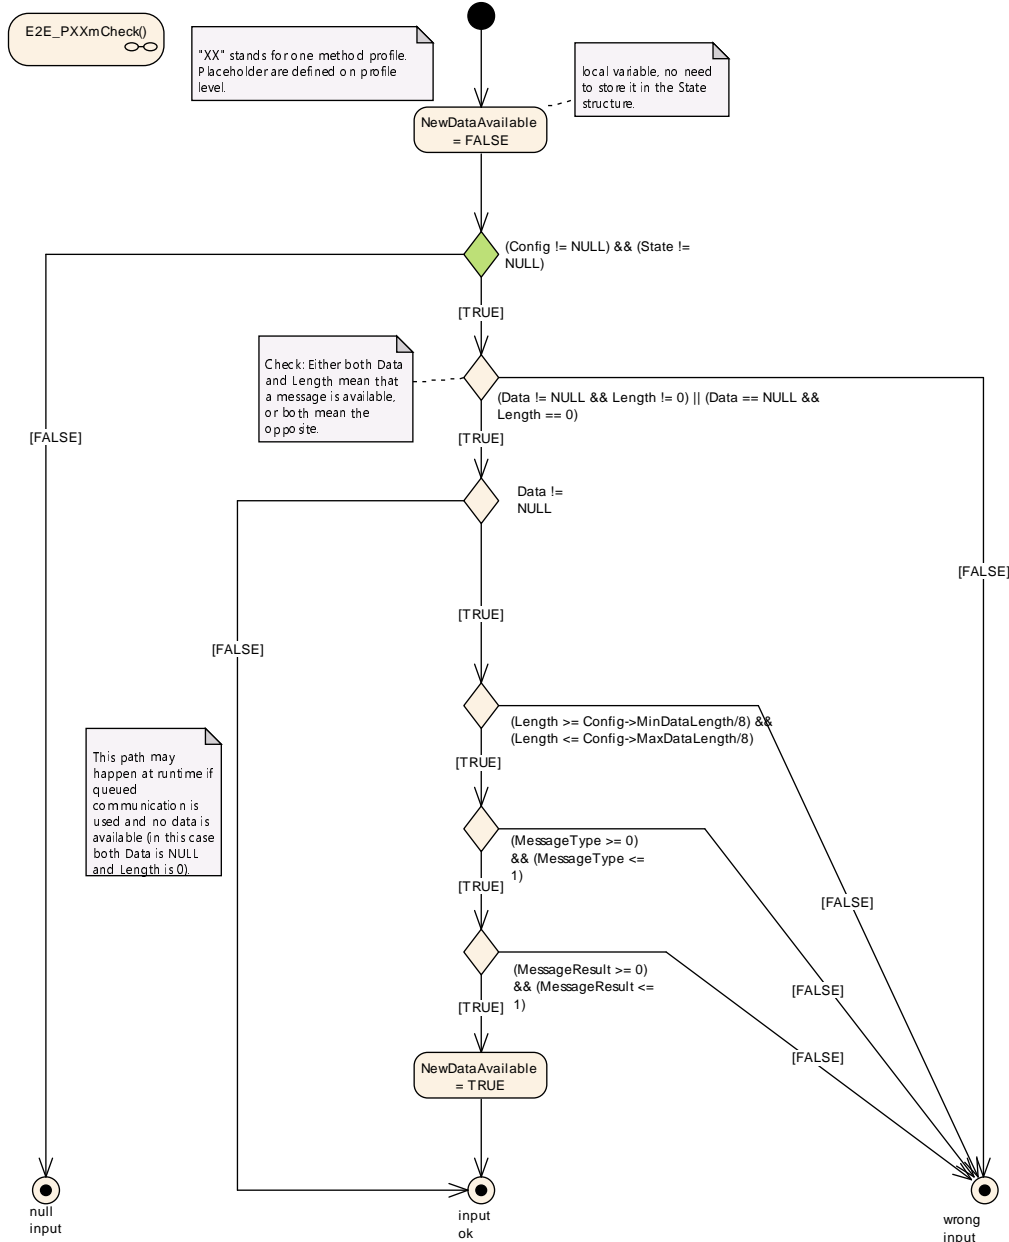 E2E_PXXmCheck()
"XX" stands for one method profile.
Placeholder are defined on profile
level.
local variable, no need
to store it in the State
structure.
NewDataAvailable
= FALSE
(Config != NULL) && (State !=
NULL)
[TRUE]
Check: Either both Data
and Length mean that
a message is available,
or both mean the
opposite.
(Data != NULL && Length != 0) || (Data == NULL &&
Length == 0)
[FALSE]
[TRUE]
Data !=
NULL
[FALSE]
[TRUE]
[FALSE]
(Length >= Config->MinDataLength/8) &&
(Length <= Config->MaxDataLength/8)
This path may
happen at runtime if
queued
communication is
used and no data is
available (in this case
both Data is NULL
and Length is 0).
[TRUE]
(MessageType >= 0)
&& (MessageType <=
1)
[TRUE]
[FALSE]
(MessageResult >= 0)
&& (MessageResult <=
1)
[FALSE]
[TRUE]
[FALSE]
NewDataAvailable
= TRUE
null
input
input
ok
wrong
input